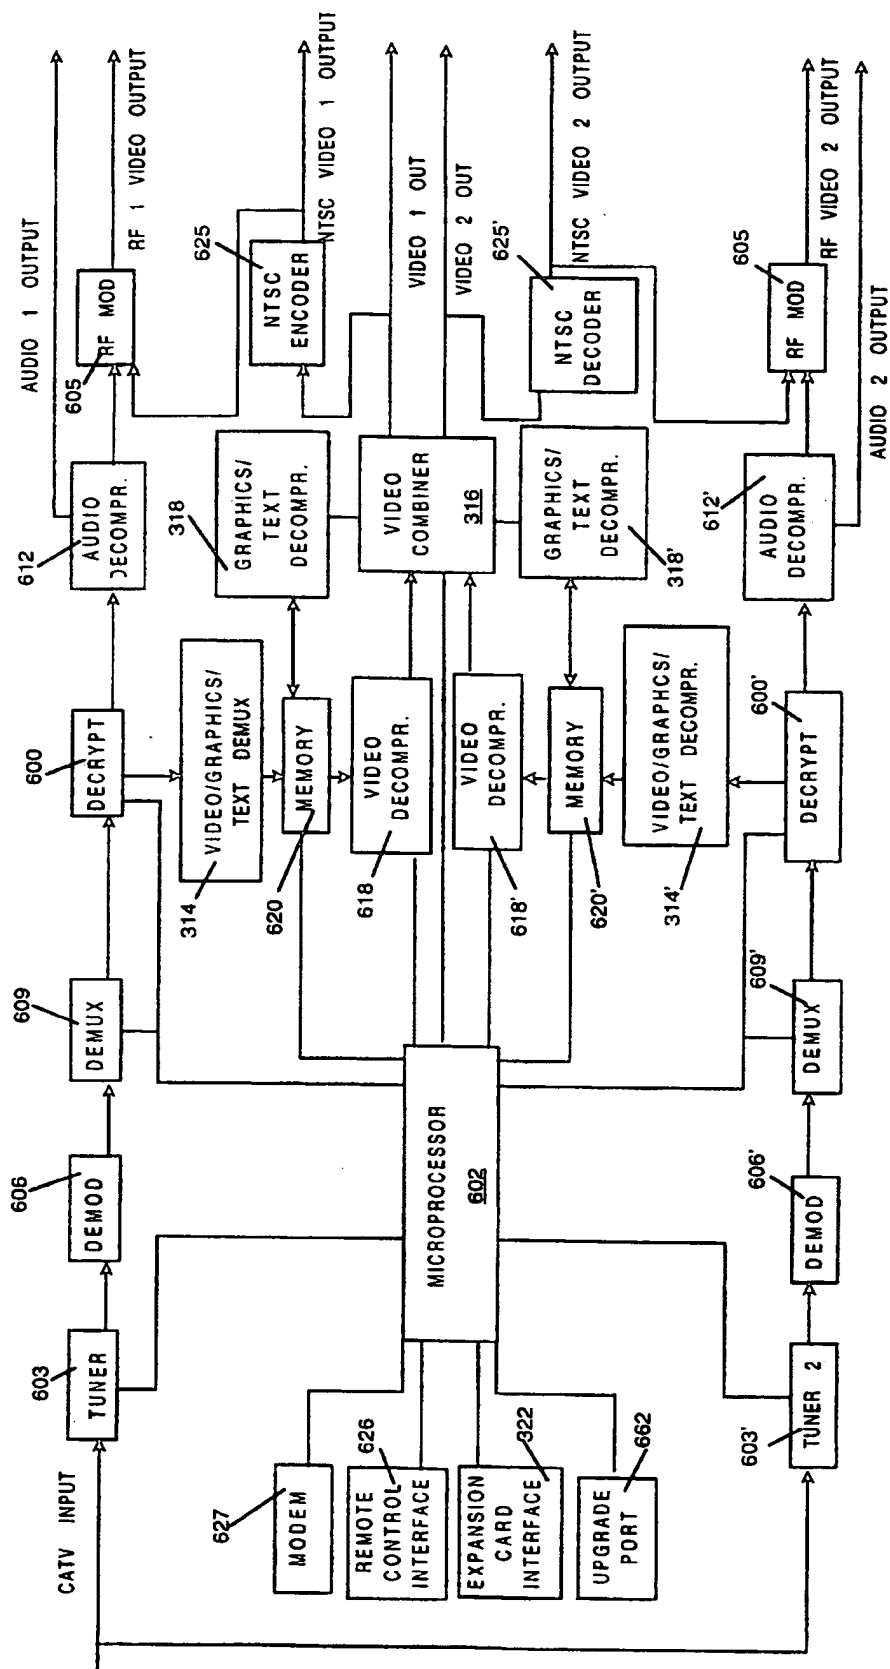 CATV INPUT
603
TUNER
606
DEMOD
609
DEMUX
600
DECRYPT
612
AUDIO
DECOMPR.
605
RF MOD
AUDIO 1 OUTPUT
RF 1 VIDEO OUTPUT
314
VIDEO/GRAPHICS/
TEXT DEMUX
318
GRAPHICS/
TEXT
DECOMPR.
625
NTSC
ENCODER
NTSC VIDEO 1 OUTPUT
627
MODEM
620
MEMORY
626
REMOTE
CONTROL
INTERFACE
618
VIDEO
DECOMPR.
VIDEO
COMBINER
316
VIDEO 1 OUT
MICROPROCESSOR
602
322
EXPANSION
CARD
INTERFACE
618'
VIDEO
DECOMPR.
VIDEO 2 OUT
625'
NTSC
DECODER
NTSC VIDEO 2 OUTPUT
662
UPGRADE
PORT
620'
MEMORY
GRAPHICS/
TEXT
DECOMPR.
318'
VIDEO/GRAPHICS/
TEXT DECOMPR.
314'
603'
TUNER 2
606'
DEMOD
609'
DEMUX
600'
DECRYPT
612'
AUDIO
DECOMPR.
605
RF MOD
RF VIDEO 2 OUTPUT
AUDIO 2 OUTPUT